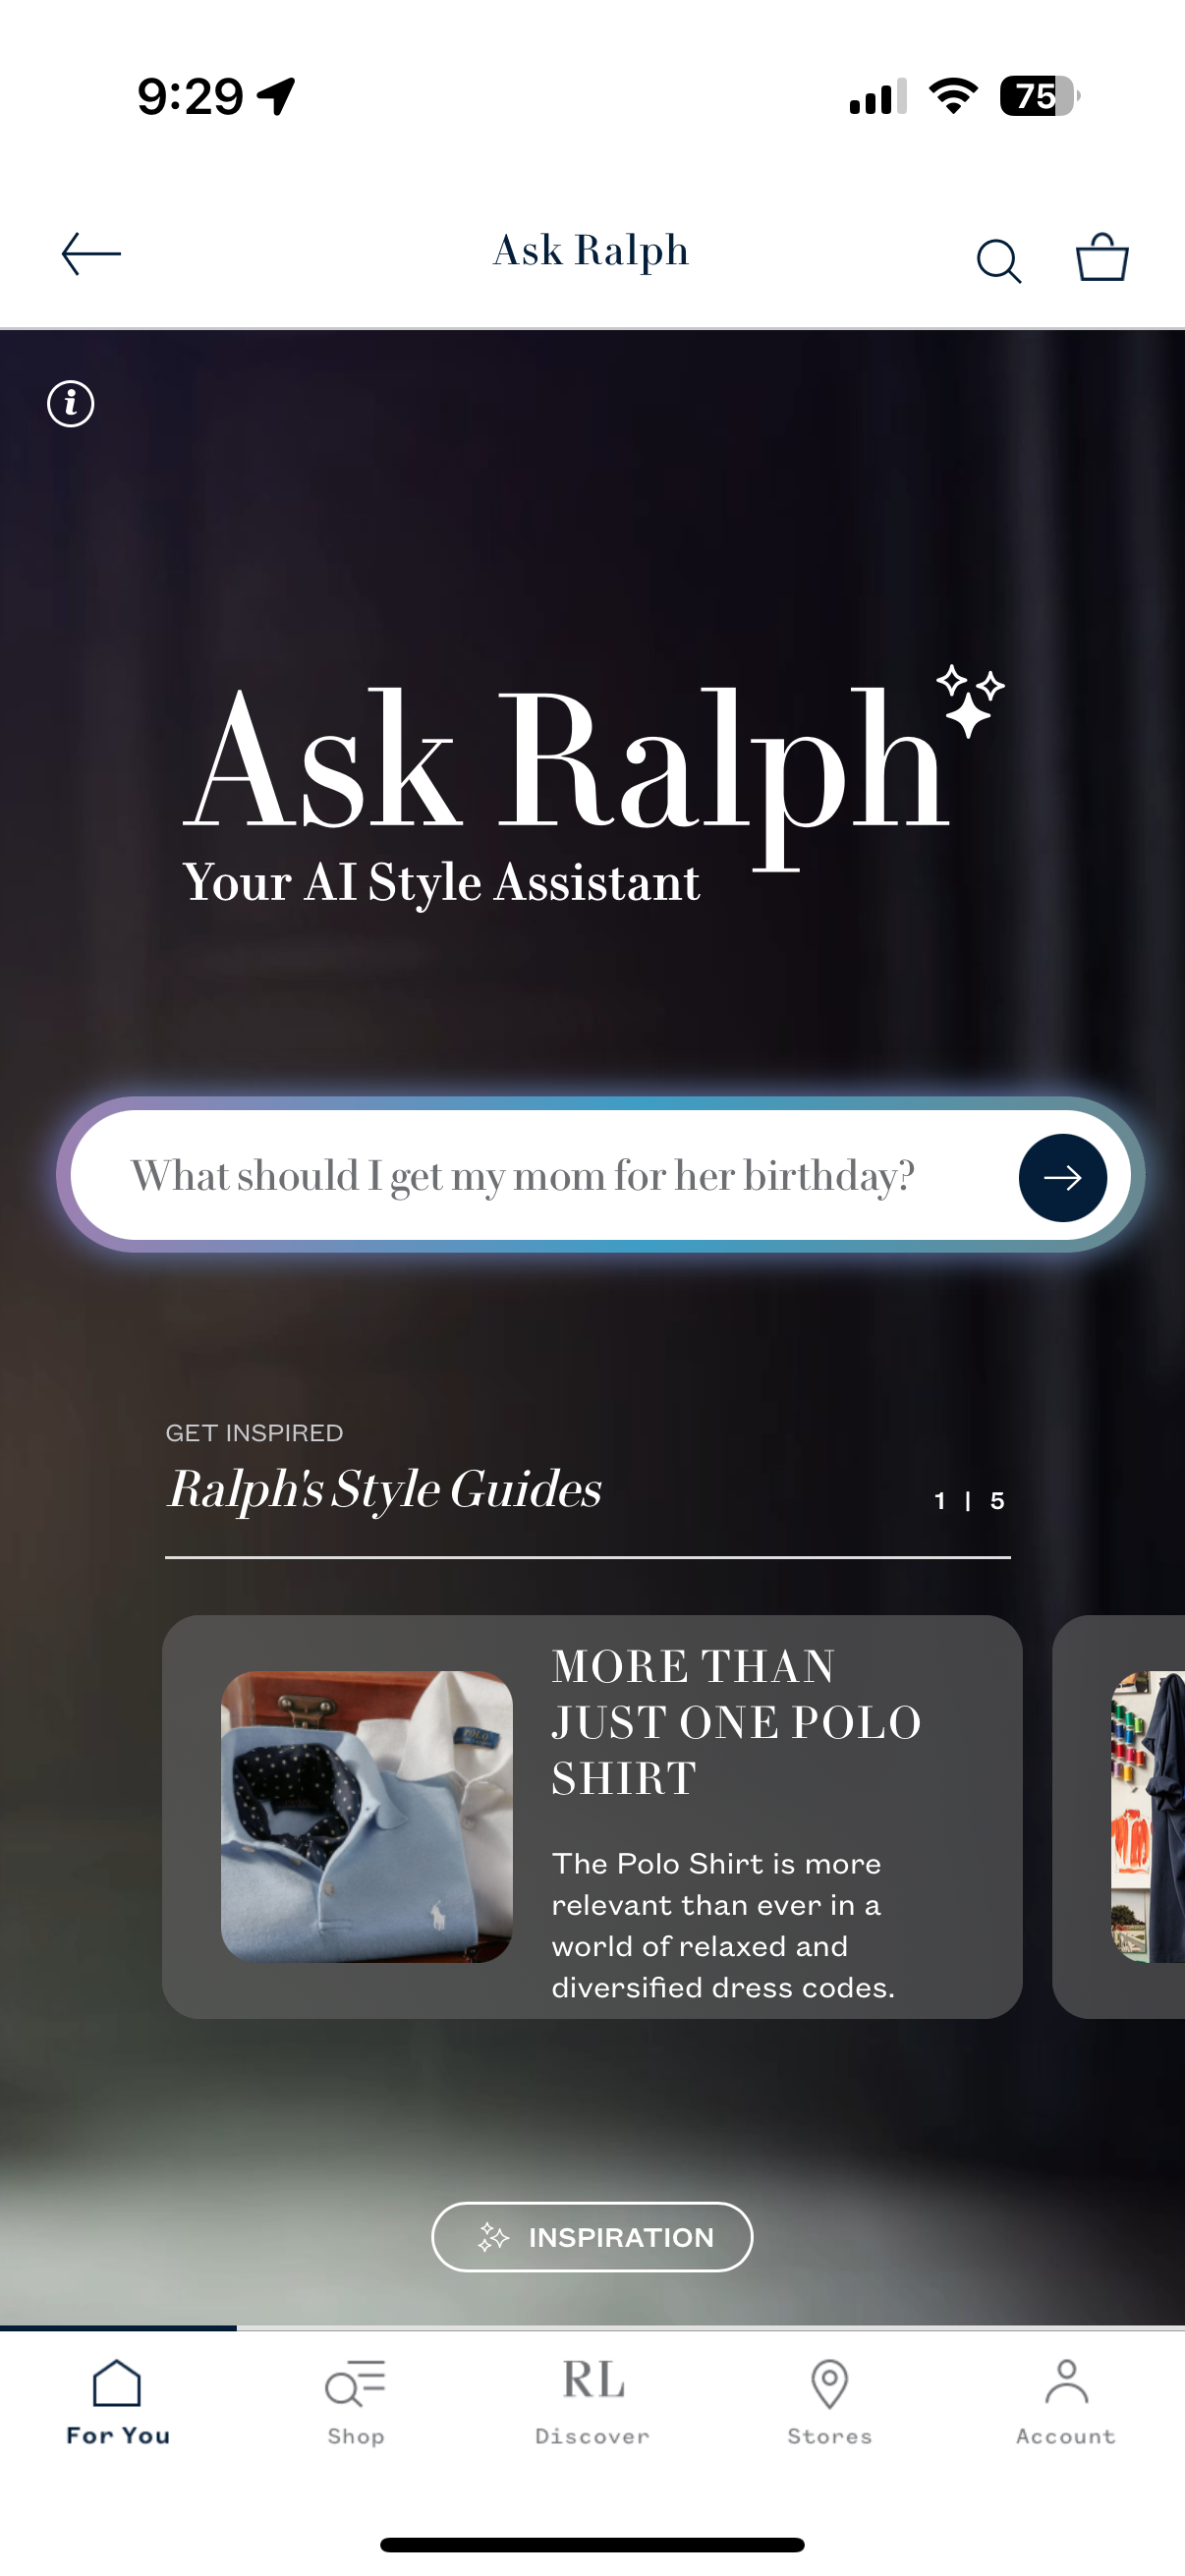 9:29
75
Ask Ralph
i
Ask Ralph
Your AI Style Assistant
What should I get my mom for her birthday?
GET INSPIRED
Ralph's Style Guides
1 | 5
POLO
MORE THAN
JUST ONE POLO
SHIRT
The Polo Shirt is more
relevant than ever in a
world of relaxed and
diversified dress codes.
INSPIRATION
RL
For You
Shop
Discover
Stores
Account